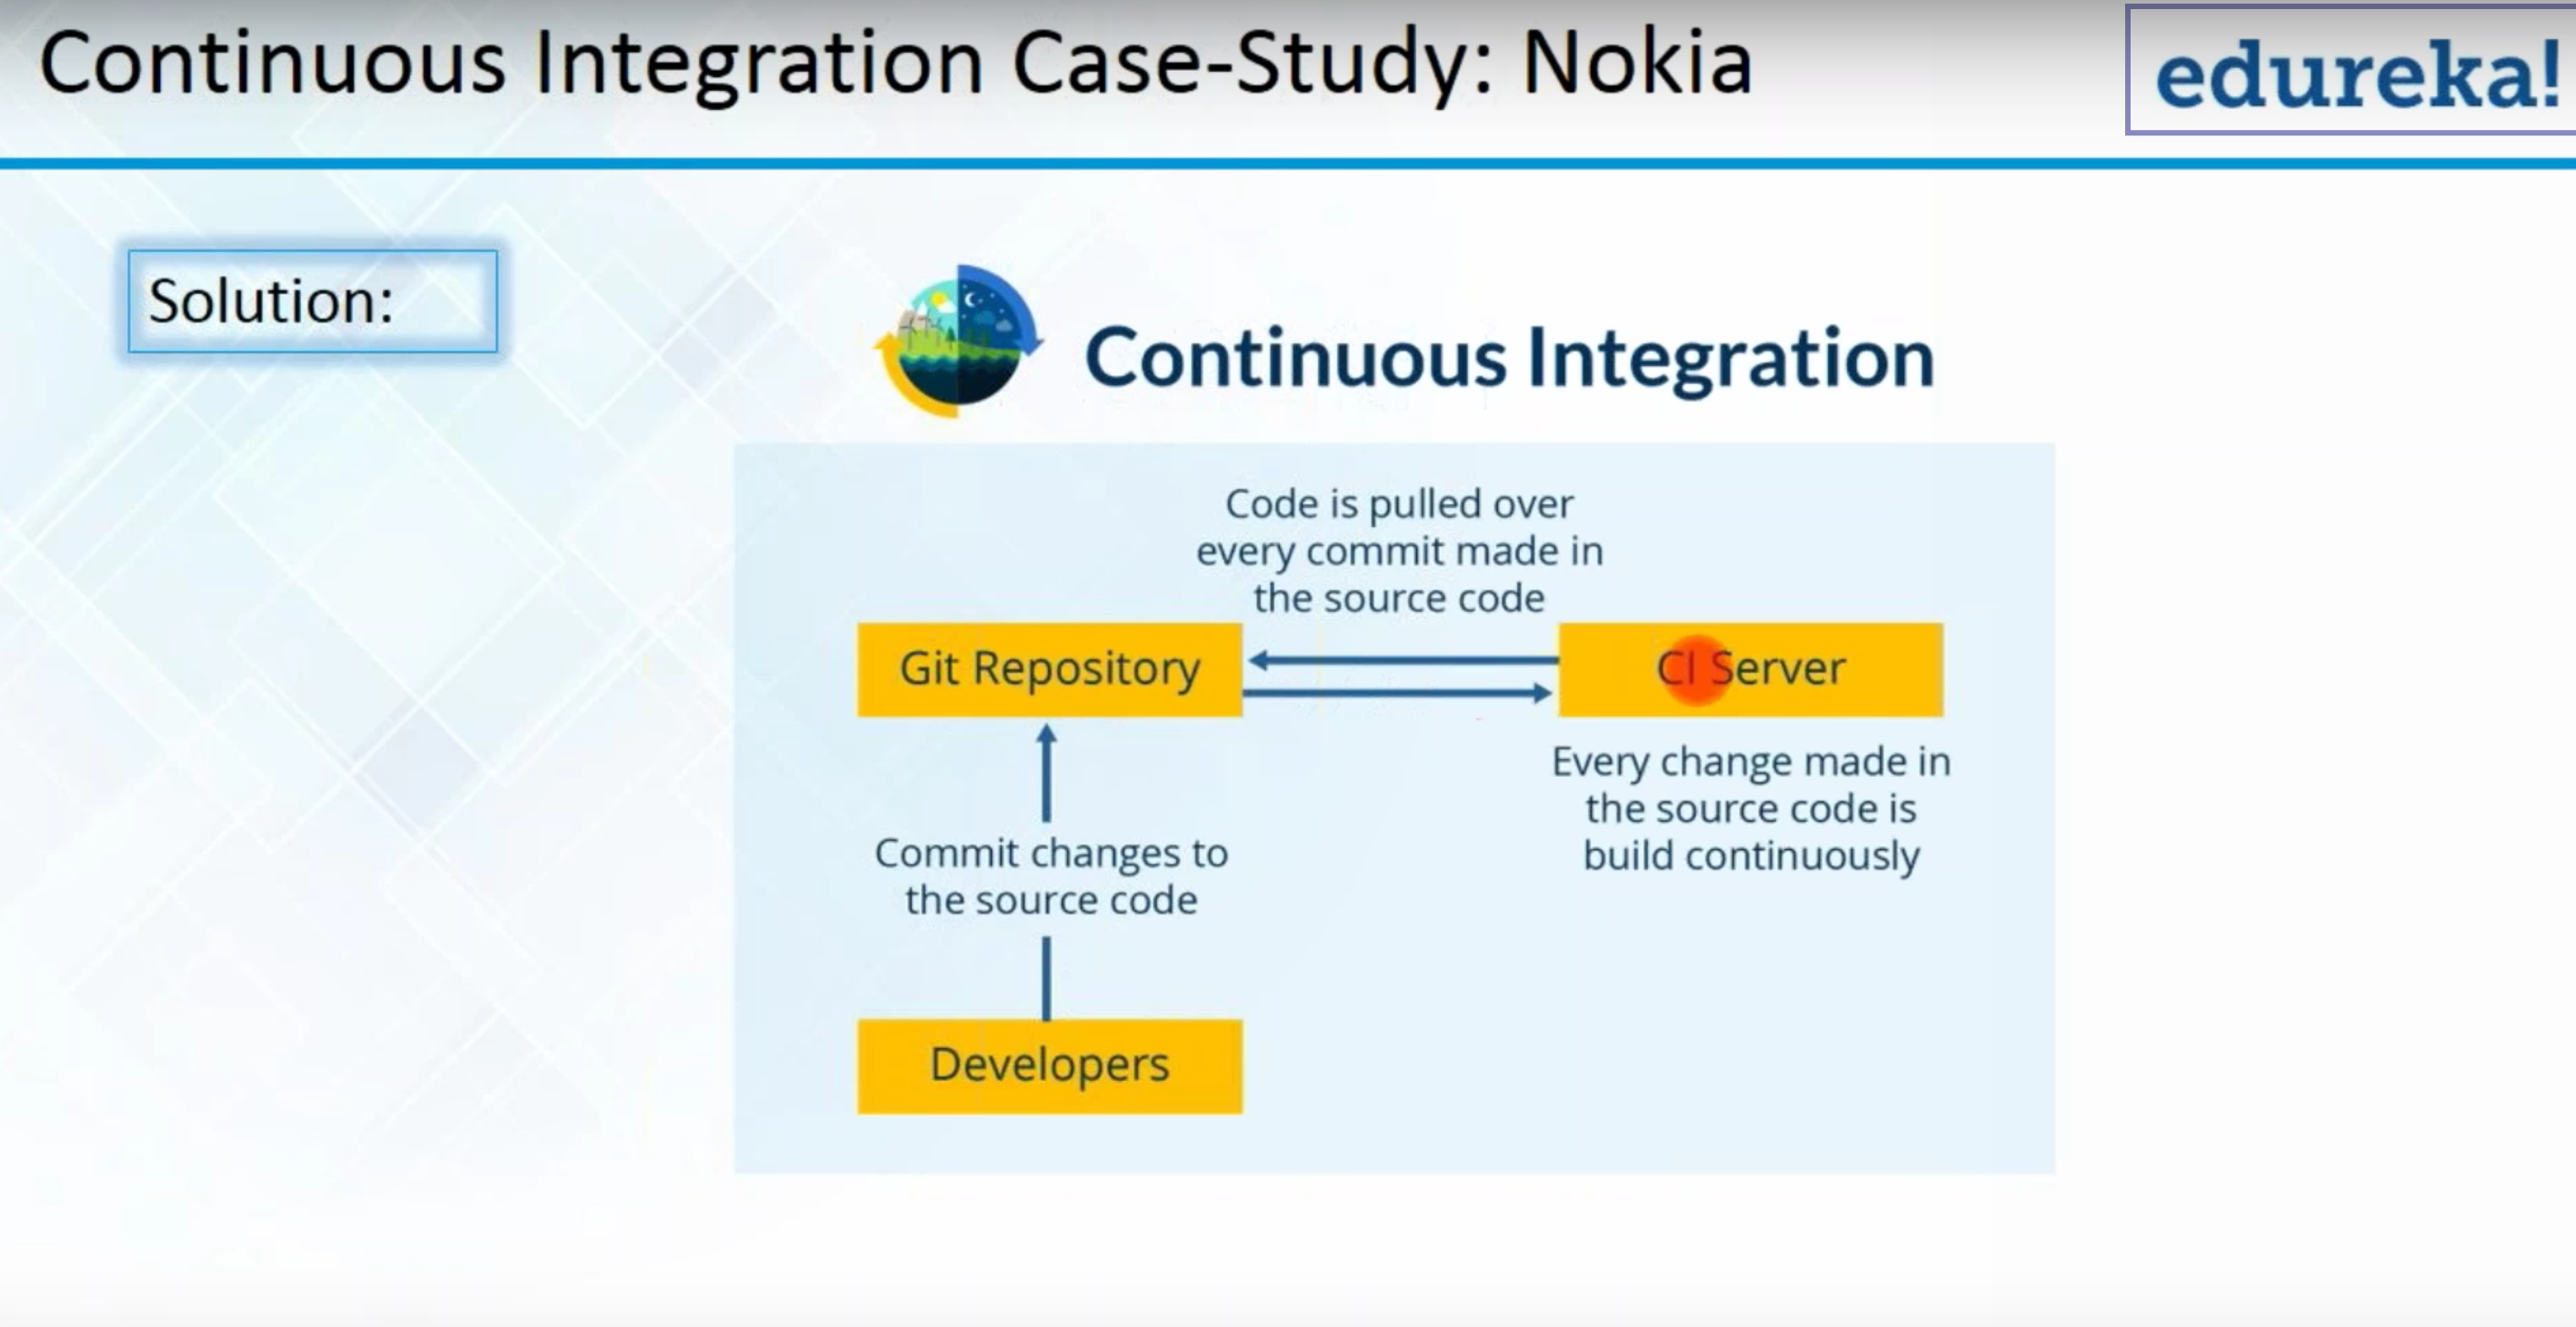 Continuous Integration Case-Study: Nokia
edureka!
Solution:
Continuous Integration
Code is pulled over
every commit made in
the source code
Git Repository
CI Server
Every change made in
the source code is
build continuously
Commit changes to
the source code
Developers